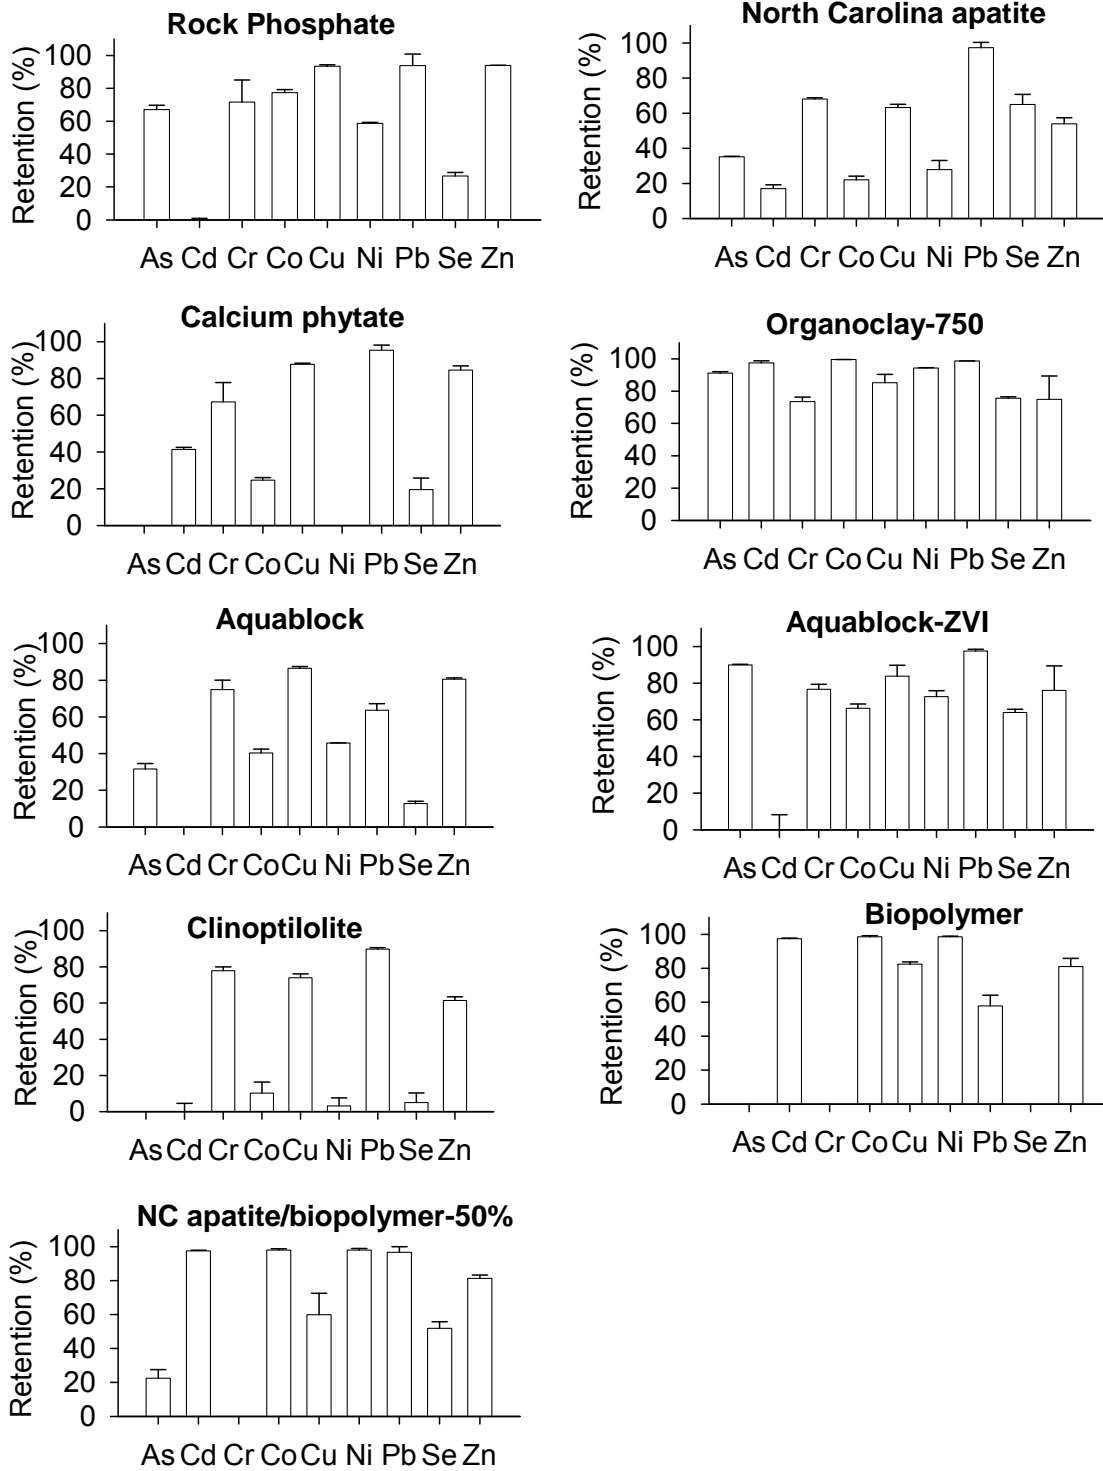 Rock Phosphate
Retention (%)
100
80
60
40
20
0
As Cd Cr Co Cu Ni Pb Se Zn
North Carolina apatite
Retention (%)
100
80
60
40
20
0
As Cd Cr Co Cu Ni Pb Se Zn
Calcium phytate
Retention (%)
100
80
60
40
20
0
As Cd Cr Co Cu Ni Pb Se Zn
Organoclay-750
Retention (%)
100
80
60
40
20
0
As Cd Cr Co Cu Ni Pb Se Zn
Aquablock
Retention (%)
100
80
60
40
20
0
As Cd Cr Co Cu Ni Pb Se Zn
Aquablock-ZVI
Retention (%)
100
80
60
40
20
0
As Cd Cr Co Cu Ni Pb Se Zn
Clinoptilolite
Retention (%)
100
80
60
40
20
0
As Cd Cr Co Cu Ni Pb Se Zn
Biopolymer
Retention (%)
100
80
60
40
20
0
As Cd Cr Co Cu Ni Pb Se Zn
NC apatite/biopolymer-50%
Retention (%)
100
80
60
40
20
0
As Cd Cr Co Cu Ni Pb Se Zn